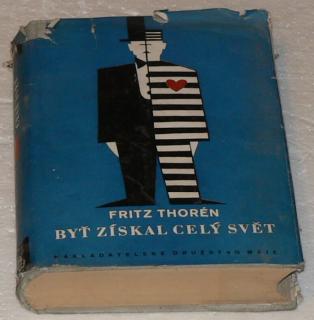 FRITZ THORÉN
BYŤ ZÍSKAL CELÝ SVĚT
NAKLADATELSKÉ DRUŽSTVO MÁJE